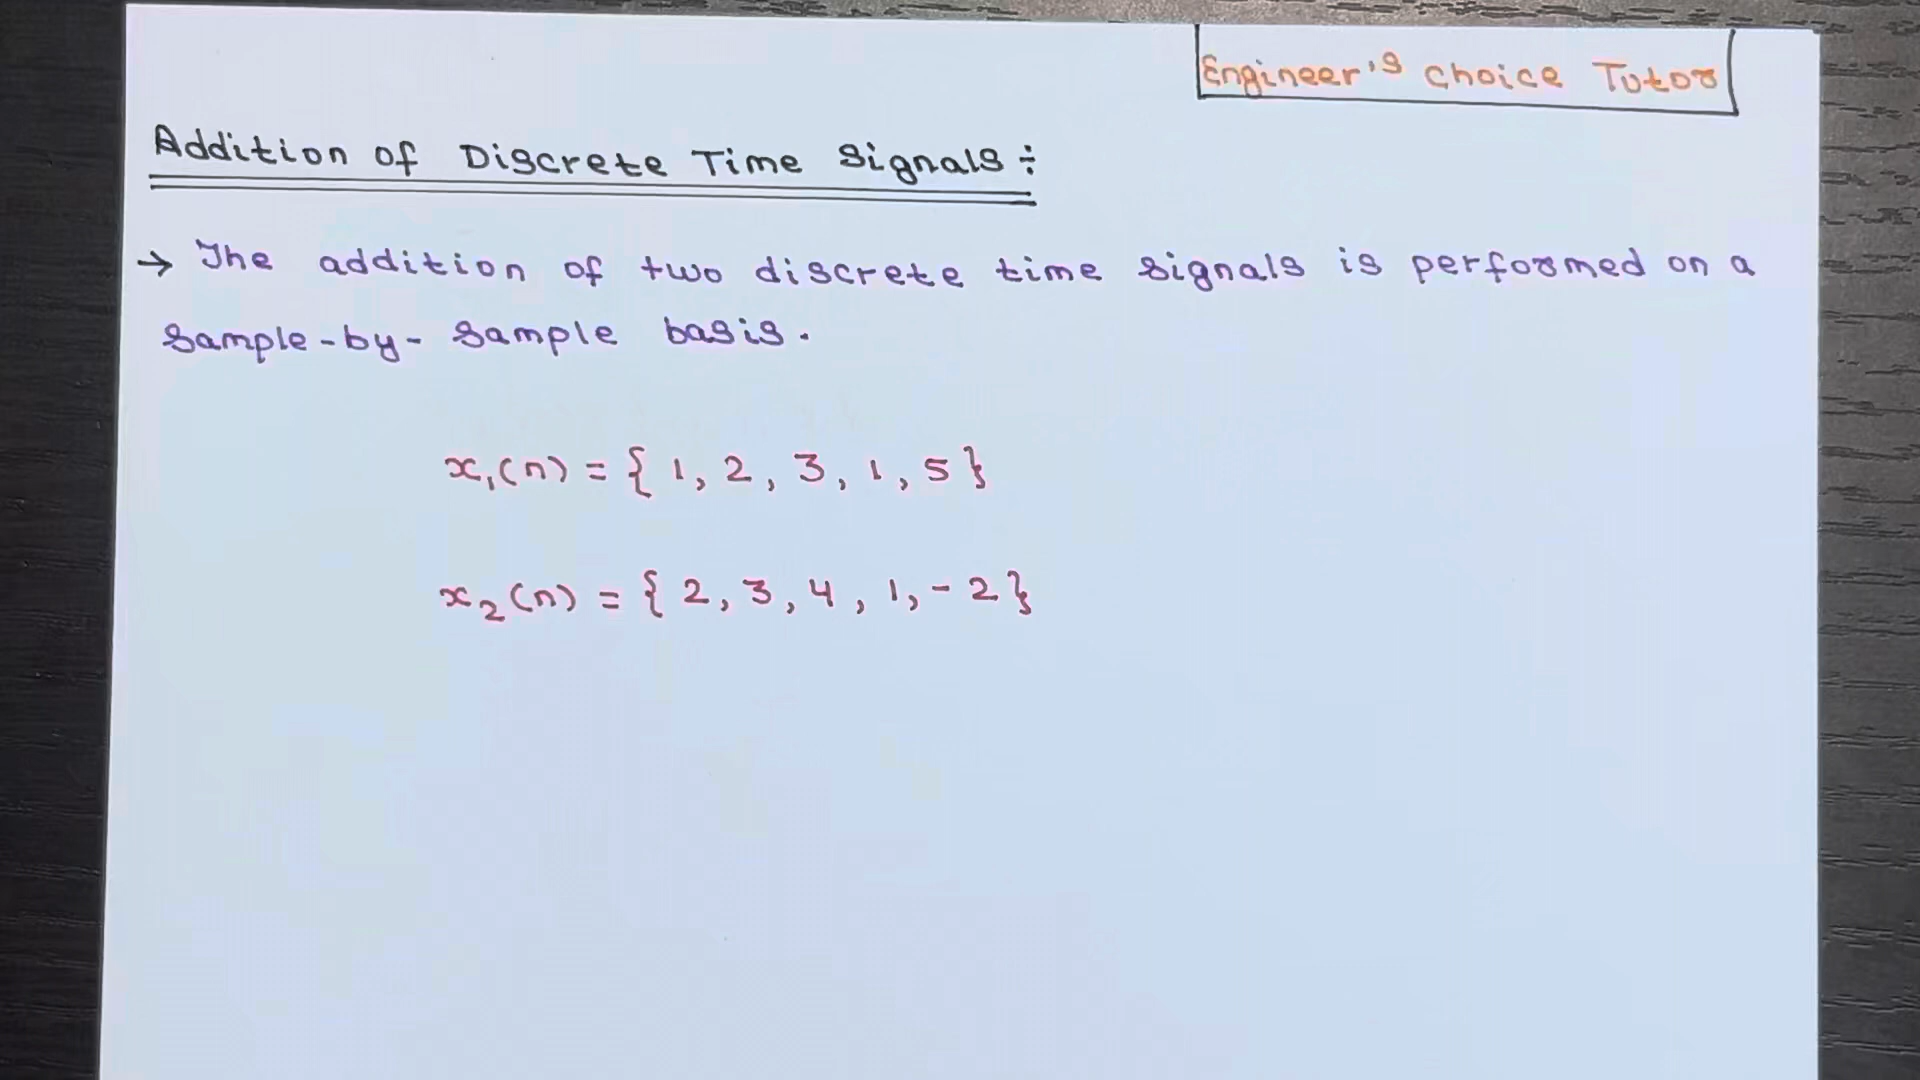 Engineer's choice Tutor
Addition of Discrete Time Signals ÷
→ The addition of two discrete time signals is performed on a
sample-by-sample basis.
x₁(n) = { 1, 2, 3, 1, 5 }
x₂(n) = { 2, 3, 4, 1, -2 }